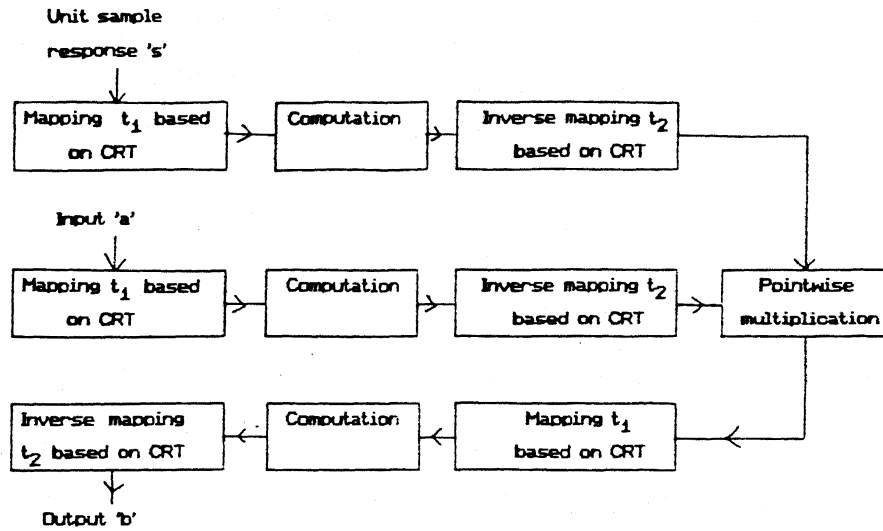 Unit sample
response 's'
Mapping t1 based
on CRT
Computation
Inverse mapping t2
based on CRT
Input 'a'
Mapping t1 based
on CRT
Computation
Inverse mapping t2
based on CRT
Pointwise
multiplication
Inverse mapping
t2 based on CRT
Computation
Mapping t1
based on CRT
Output 'b'